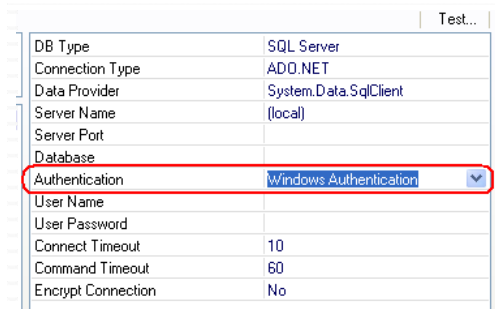 Test...
DB Type SQL Server
Connection Type ADO.NET
Data Provider System.Data.SqlClient
Server Name (local)
Server Port
Database
Authentication Windows Authentication
User Name
User Password
Connect Timeout 10
Command Timeout 60
Encrypt Connection No